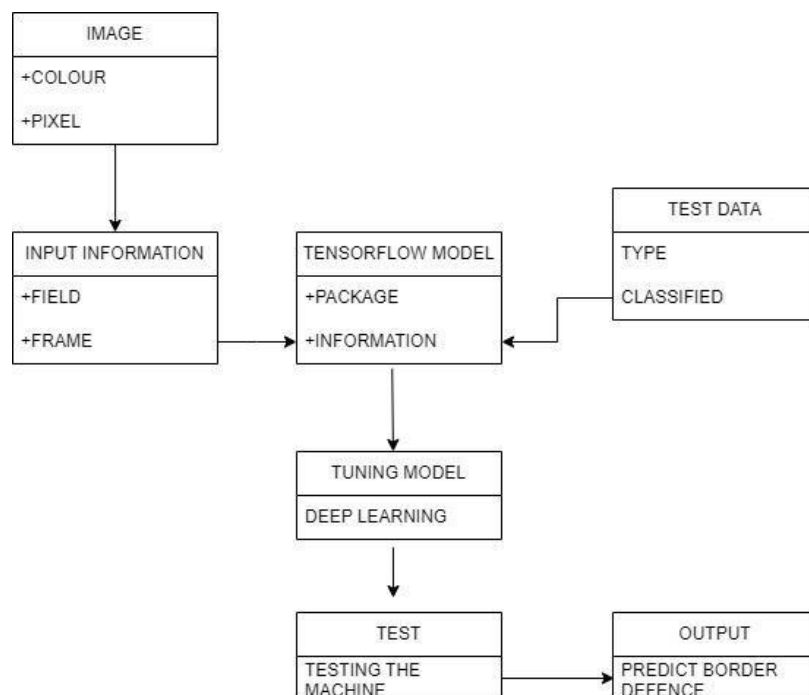 IMAGE
+COLOUR
+PIXEL
INPUT INFORMATION
+FIELD
+FRAME
TENSORFLOW MODEL
+PACKAGE
+INFORMATION
TEST DATA
TYPE
CLASSIFIED
TUNING MODEL
DEEP LEARNING
TEST
TESTING THE
MACHINE
OUTPUT
PREDICT BORDER
DEFENCE